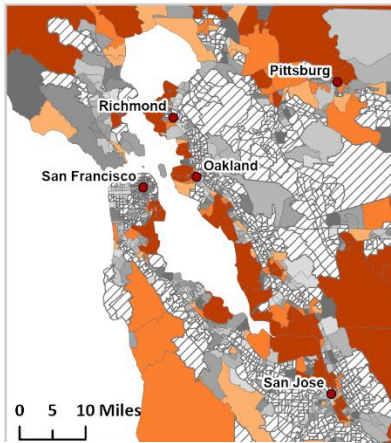 Pittsburg
Richmond
Oakland
San Francisco
San Jose
0 5 10 Miles